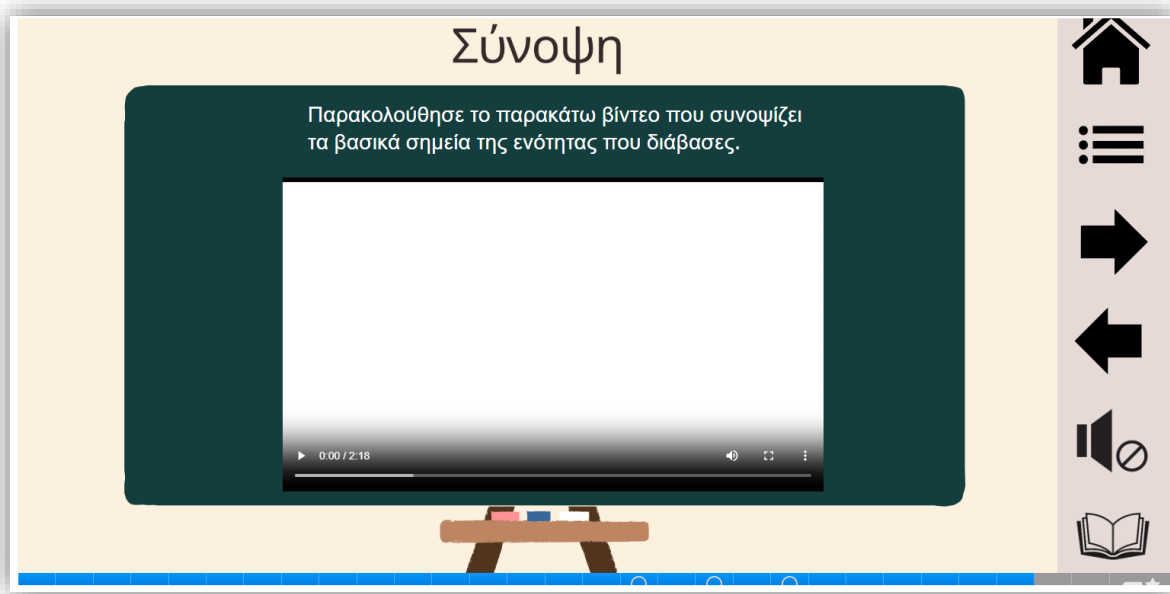 Σύνοψη
Παρακολούθησε το παρακάτω βίντεο που συνοψίζει
τα βασικά σημεία της ενότητας που διάβασες.
0:00 / 2:18